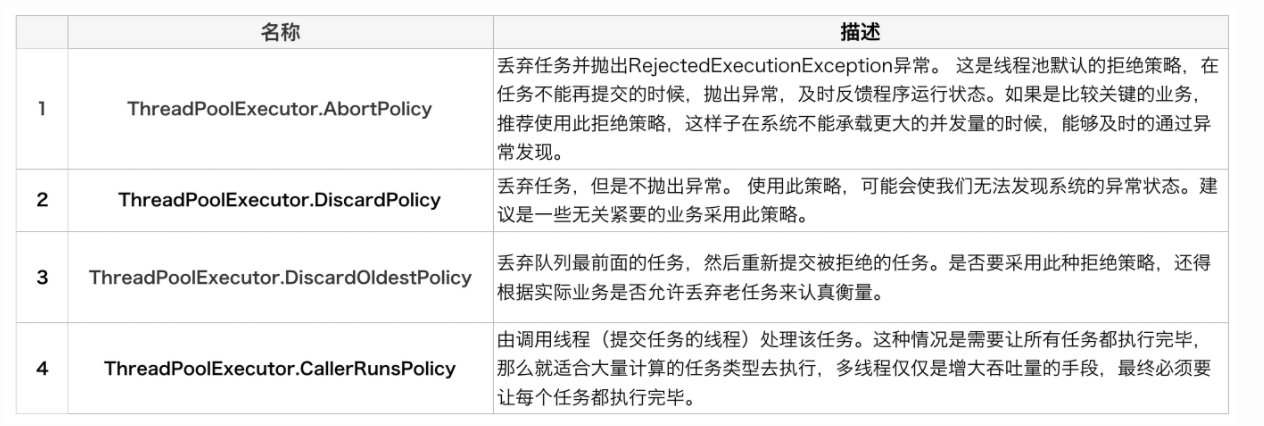 名称 描述
1 ThreadPoolExecutor.AbortPolicy
丢弃任务并抛出RejectedExecutionException异常。 这是线程池默认的拒绝策略，在
任务不能再提交的时候，抛出异常，及时反馈程序运行状态。如果是比较关键的业务，
推荐使用此拒绝策略，这样子在系统不能承载更大的并发量的时候，能够及时的通过异
常发现。
2 ThreadPoolExecutor.DiscardPolicy
丢弃任务，但是不抛出异常。 使用此策略，可能会使我们无法发现系统的异常状态。建
议是一些无关紧要的业务采用此策略。
3 ThreadPoolExecutor.DiscardOldestPolicy
丢弃队列最前面的任务，然后重新提交被拒绝的任务。是否要采用此种拒绝策略，还得
根据实际业务是否允许丢弃老任务来认真衡量。
4 ThreadPoolExecutor.CallerRunsPolicy
由调用线程（提交任务的线程）处理该任务。这种情况是需要让所有任务都执行完毕，
那么就适合大量计算的任务类型去执行，多线程仅仅是增大吞吐量的手段，最终必须要
让每个任务都执行完毕。